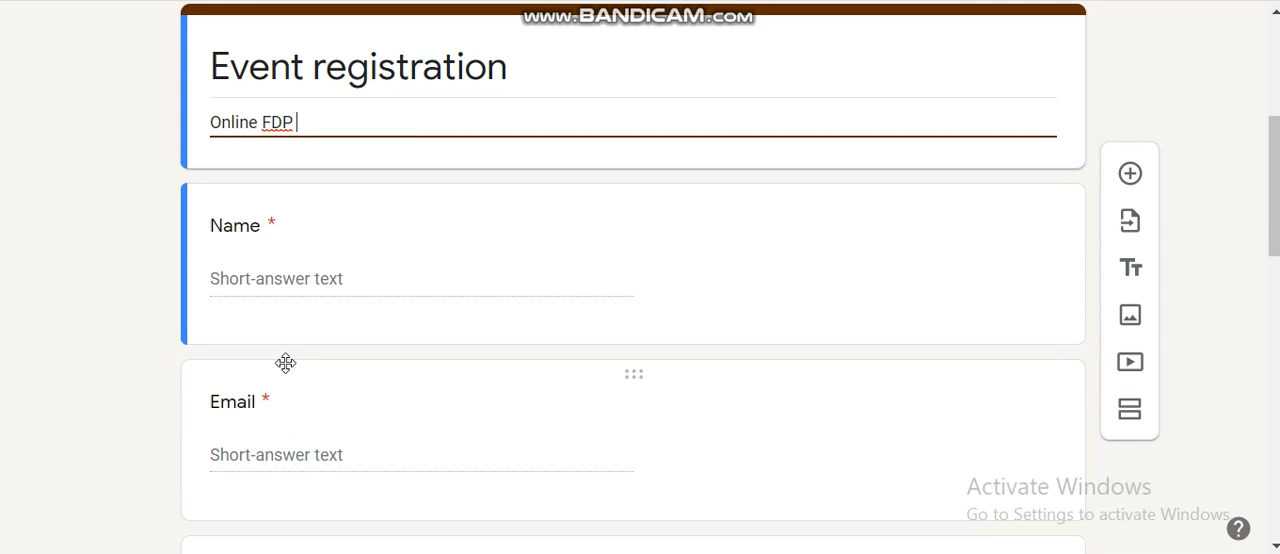 www.BANDICAM.COM
Event registration
Online FDP
Name *
Short-answer text
Email *
Short-answer text
Activate Windows
Go to Settings to activate Windows.